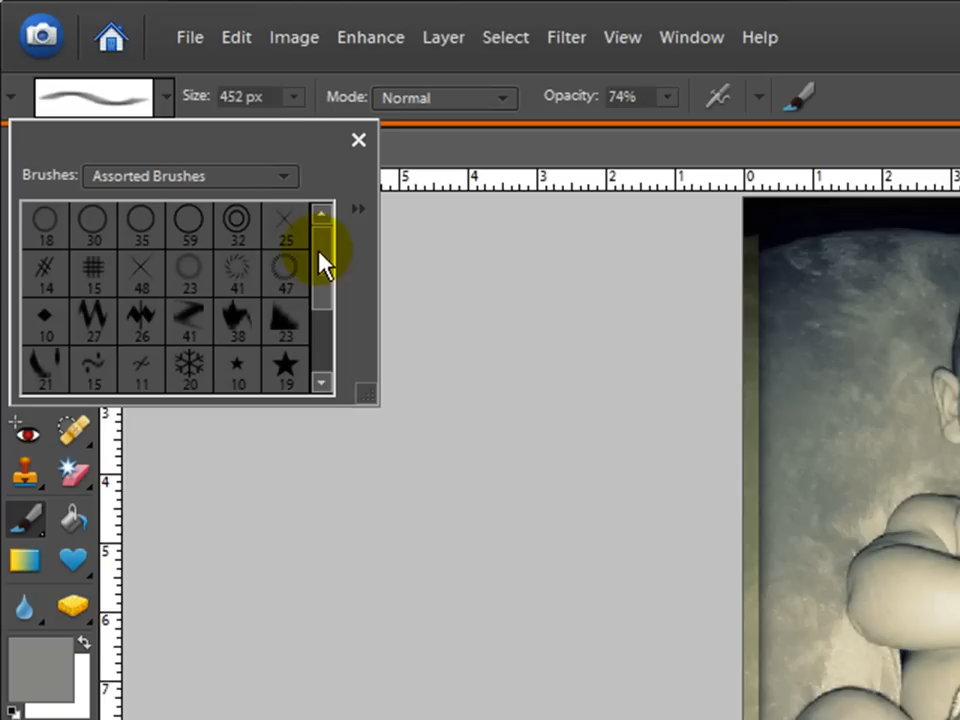 File Edit Image Enhance Layer Select Filter View Window Help
Size: 452 px Mode: Normal Opacity: 74%
Brushes: Assorted Brushes
18 30 35 59 32 25
14 15 48 23 41 47
10 27 26 41 38 23
21 15 11 20 10 19
5 4 3 2 1 0 1 2 3
3
4
5
6
7